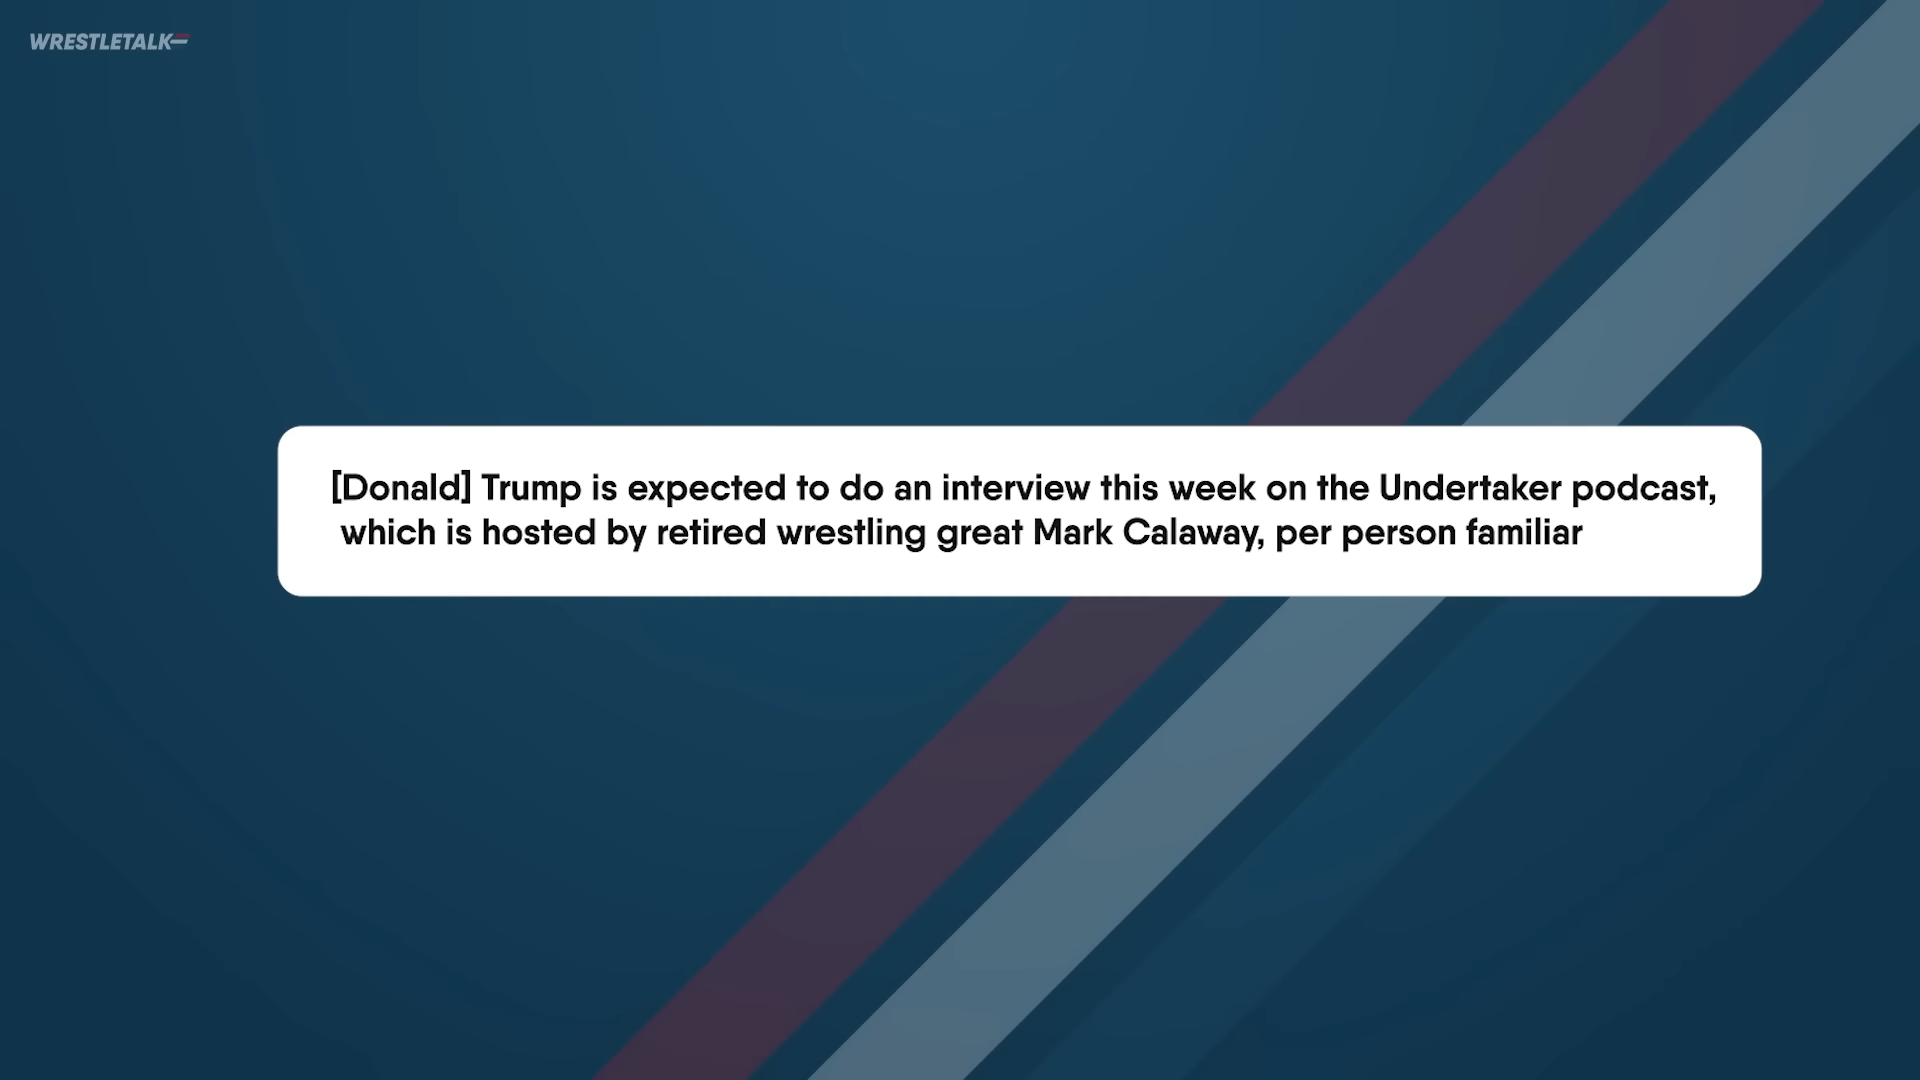 WRESTLETALK
[Donald] Trump is expected to do an interview this week on the Undertaker podcast,
which is hosted by retired wrestling great Mark Calaway, per person familiar